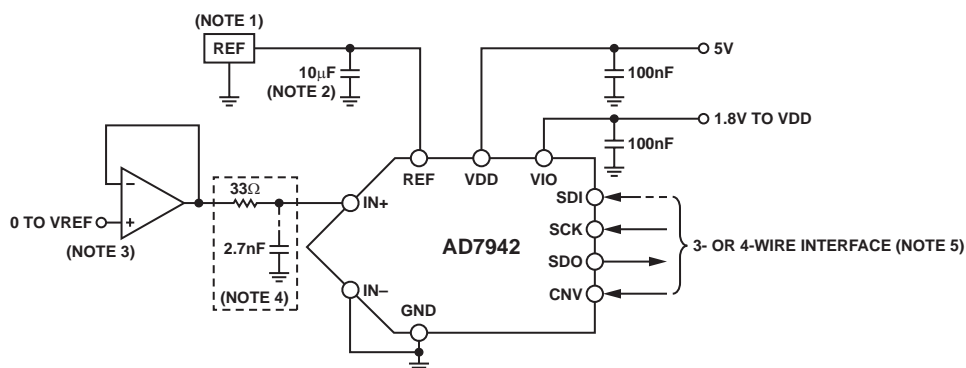 (NOTE 1)
REF
10µF
(NOTE 2)
5V
100nF
1.8V TO VDD
100nF
REF
VDD
VIO
33Ω
IN+
SDI
0 TO VREF
(NOTE 3)
2.7nF
(NOTE 4)
AD7942
SCK
SDO
3- OR 4-WIRE INTERFACE (NOTE 5)
IN–
GND
CNV
–
+